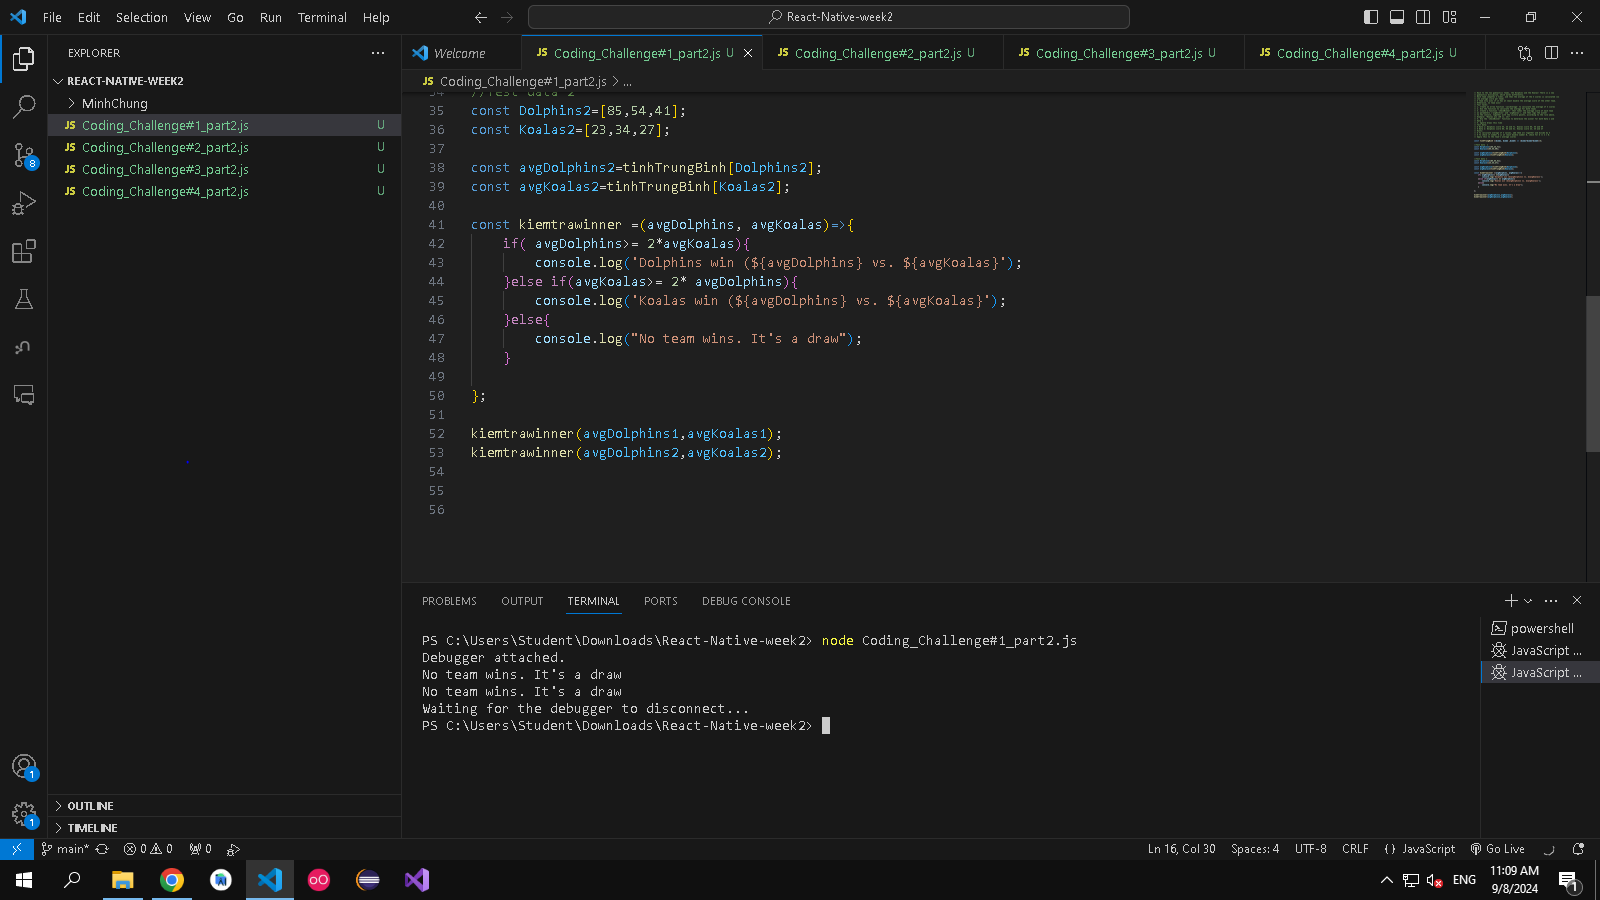 File Edit Selection View Go Run Terminal Help
React-Native-week2
EXPLORER
REACT-NATIVE-WEEK2
MinhChung
JS Coding_Challenge#1_part2.js U
JS Coding_Challenge#2_part2.js U
JS Coding_Challenge#3_part2.js U
JS Coding_Challenge#4_part2.js U
OUTLINE
TIMELINE
8
1
1
Welcome
JS Coding_Challenge#1_part2.js U
JS Coding_Challenge#2_part2.js U
JS Coding_Challenge#3_part2.js U
JS Coding_Challenge#4_part2.js U
JS Coding_Challenge#1_part2.js > ...
34 //Test data 2
35 const Dolphins2=[85,54,41];
36 const Koalas2=[23,34,27];
37
38 const avgDolphins2=tinhTrungBinh[Dolphins2];
39 const avgKoalas2=tinhTrungBinh[Koalas2];
40
41 const kiemtrawinner =(avgDolphins, avgKoalas)=>{
42 if( avgDolphins>= 2*avgKoalas){
43 console.log('Dolphins win (${avgDolphins} vs. ${avgKoalas}');
44 }else if(avgKoalas>= 2* avgDolphins){
45 console.log('Koalas win (${avgDolphins} vs. ${avgKoalas}');
46 }else{
47 console.log("No team wins. It's a draw");
48 }
49
50 };
51
52 kiemtrawinner(avgDolphins1,avgKoalas1);
53 kiemtrawinner(avgDolphins2,avgKoalas2);
54
55
56
PROBLEMS OUTPUT TERMINAL PORTS DEBUG CONSOLE
PS C:\Users\Student\Downloads\React-Native-week2> node Coding_Challenge#1_part2.js
Debugger attached.
No team wins. It's a draw
No team wins. It's a draw
Waiting for the debugger to disconnect...
PS C:\Users\Student\Downloads\React-Native-week2>
powershell
JavaScript ...
JavaScript ...
main* 0 0 0
Ln 16, Col 30 Spaces: 4 UTF-8 CRLF {} JavaScript Go Live
ENG
11:09 AM
9/8/2024
1